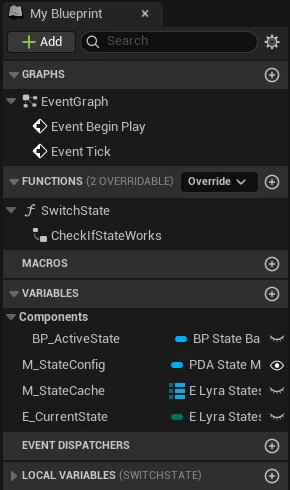 My Blueprint
Add Search
GRAPHS
EventGraph
Event Begin Play
Event Tick
FUNCTIONS (2 OVERRIDABLE) Override
SwitchState
CheckIfStateWorks
MACROS
VARIABLES
Components
BP_ActiveState BP State Ba
M_StateConfig PDA State M
M_StateCache E Lyra States
E_CurrentState E Lyra States
EVENT DISPATCHERS
LOCAL VARIABLES (SWITCHSTATE)